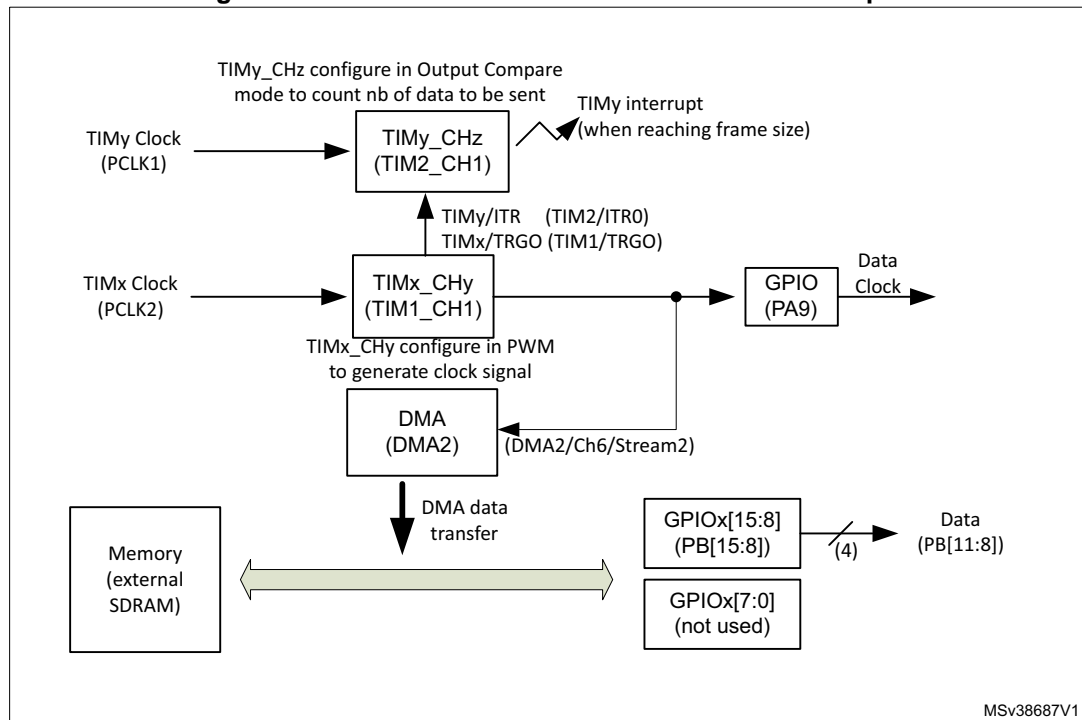 TIMy_CHz configure in Output Compare
mode to count nb of data to be sent
TIMy interrupt
(when reaching frame size)
TIMy Clock
(PCLK1)
TIMy_CHz
(TIM2_CH1)
TIMy/ITR (TIM2/ITR0)
TIMx/TRGO (TIM1/TRGO)
TIMx Clock
(PCLK2)
TIMx_CHy
(TIM1_CH1)
GPIO
(PA9)
Data
Clock
TIMx_CHy configure in PWM
to generate clock signal
DMA
(DMA2)
(DMA2/Ch6/Stream2)
DMA data
transfer
Memory
(external
SDRAM)
GPIOx[15:8]
(PB[15:8])
(4)
Data
(PB[11:8])
GPIOx[7:0]
(not used)
MSv38687V1